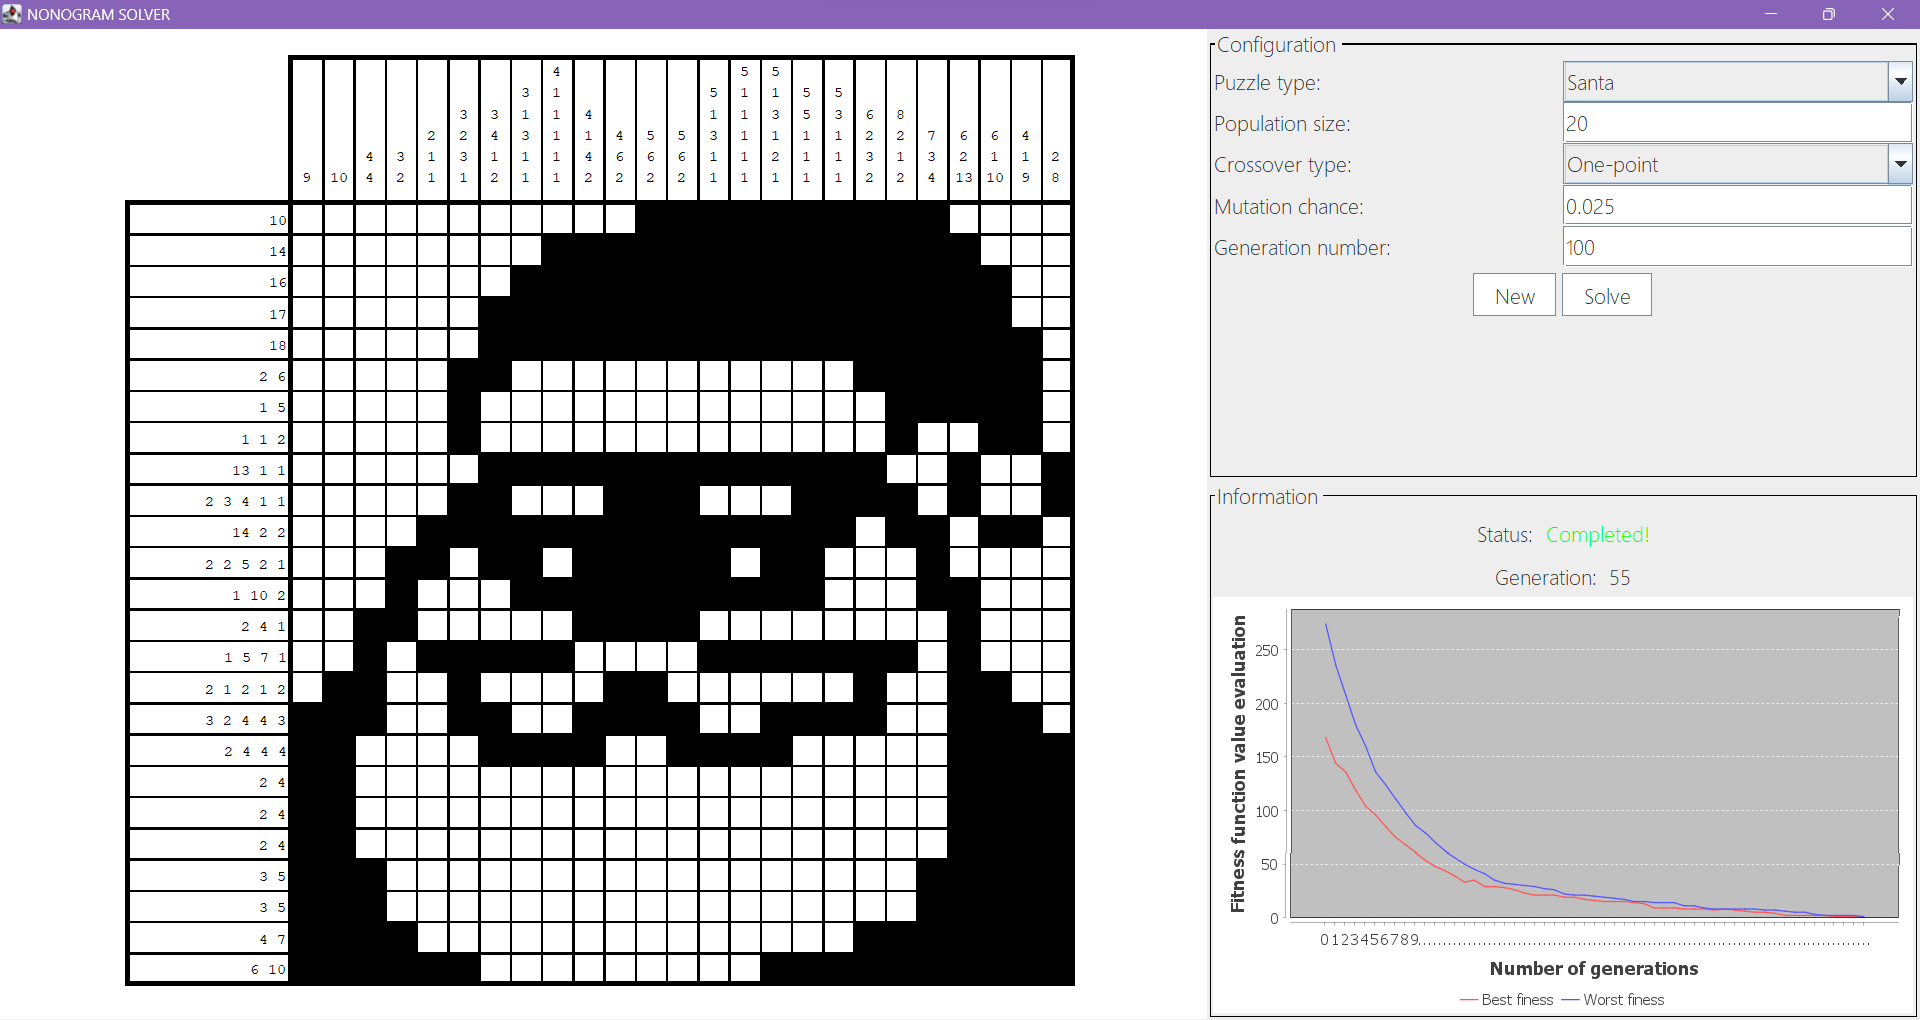 NONOGRAM SOLVER
4 5 5
3 1 5 1 1 5 5
3 3 1 1 4 1 1 3 5 3 6 8
2 2 4 3 1 1 4 5 5 3 1 1 1 1 2 2 7 6 6 4
4 3 1 3 1 1 1 4 6 6 6 1 1 2 1 1 3 1 3 2 1 1 2
9 10 4 2 1 1 2 1 1 2 2 2 2 1 1 1 1 1 2 2 4 13 10 9 8
10
14
16
17
18
2 6
1 5
1 1 2
13 1 1
2 3 4 1 1
14 2 2
2 2 5 2 1
1 10 2
2 4 1
1 5 7 1
2 1 2 1 2
3 2 4 4 3
2 4 4 4
2 4
2 4
2 4
3 5
3 5
4 7
6 10
Configuration
Puzzle type: Santa
Population size: 20
Crossover type: One-point
Mutation chance: 0.025
Generation number: 100
New Solve
Information
Status: Completed!
Generation: 55
Fitness function value evaluation
250
200
150
100
50
0
0123456789..............................................
Number of generations
Best finess Worst finess